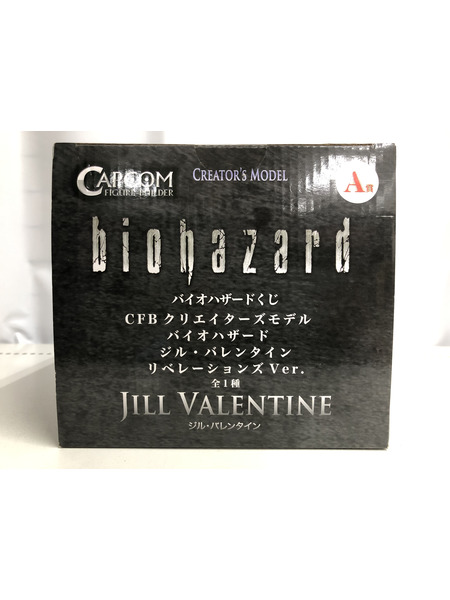 CAPCOM
FIGURE BUILDER
CREATOR'S MODEL
A賞
biohazard
バイオハザードくじ
CFBクリエイターズモデル
バイオハザード
ジル・バレンタイン
リベレーションズVer.
全1種
JILL VALENTINE
ジル・バレンタイン